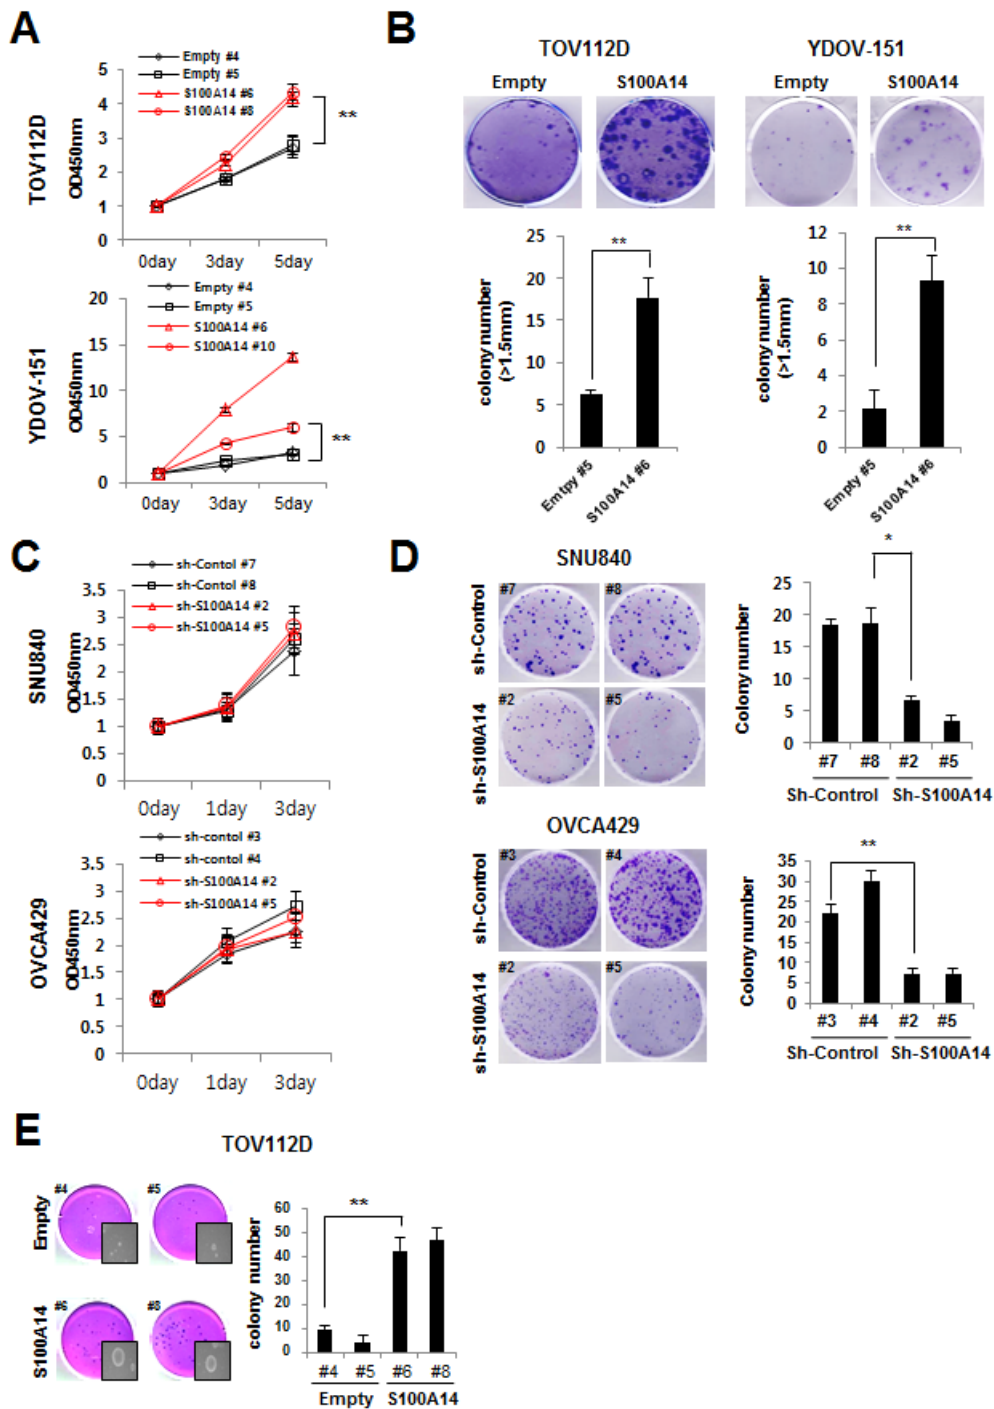 A
Empty #4
Empty #5
S100A14 #6
S100A14 #8
TOV112D
OD450nm
5
4
3
2
1
0
**
0day 3day 5day
Empty #4
Empty #5
S100A14 #6
S100A14 #10
YDOV-151
OD450nm
20
15
10
5
0
**
0day 3day 5day
B
TOV112D
YDOV-151
Empty S100A14
Empty S100A14
colony number
(>1.5mm)
25
20
15
10
5
0
**
Emtpy #5
S100A14 #6
colony number
(>1.5mm)
12
10
8
6
4
2
0
**
Empty #5
S100A14 #6
C
sh-Contol #7
sh-Contol #8
sh-S100A14 #2
sh-S100A14 #5
SNU840
OD450nm
3.5
3
2.5
2
1.5
1
0.5
0
0day 1day 3day
sh-contol #3
sh-contol #4
sh-S100A14 #2
sh-S100A14 #5
OVCA429
OD450nm
3.5
3
2.5
2
1.5
1
0.5
0
0day 1day 3day
D
SNU840
sh-Control
#7 #8
sh-S100A14
#2 #5
Colony number
25
20
15
10
5
0
*
#7 #8 #2 #5
Sh-Control Sh-S100A14
OVCA429
sh-Control
#3 #4
sh-S100A14
#2 #5
Colony number
35
30
25
20
15
10
5
0
**
#3 #4 #2 #5
Sh-Control Sh-S100A14
E
TOV112D
Empty
#4 #5
S100A14
#6 #8
colony number
60
50
40
30
20
10
0
**
#4 #5 #6 #8
Empty S100A14